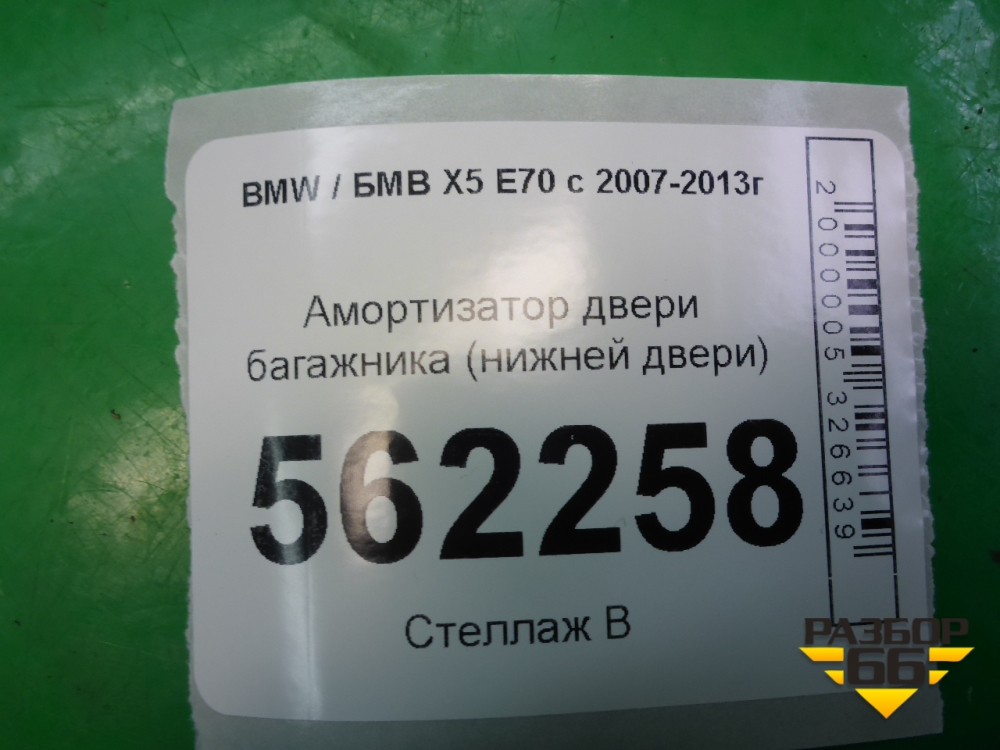 BMW / БМВ X5 E70 с 2007-2013г
Амортизатор двери
багажника (нижней двери)
562258
Стеллаж В
2000005326639
РАЗБОР
66